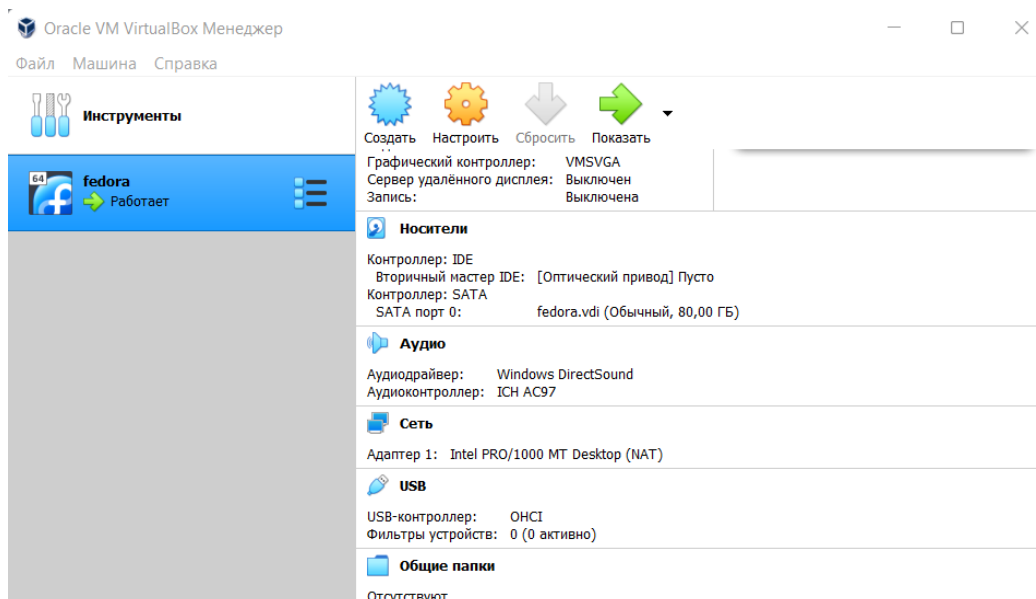 Oracle VM VirtualBox Менеджер
Файл Машина Справка
Инструменты
Создать Настроить Сбросить Показать
64
fedora
Работает
Графический контроллер: VMSVGA
Сервер удалённого дисплея: Выключен
Запись: Выключена
Носители
Контроллер: IDE
Вторичный мастер IDE: [Оптический привод] Пусто
Контроллер: SATA
SATA порт 0: fedora.vdi (Обычный, 80,00 ГБ)
Аудио
Аудиодрайвер: Windows DirectSound
Аудиоконтроллер: ICH AC97
Сеть
Адаптер 1: Intel PRO/1000 MT Desktop (NAT)
USB
USB-контроллер: OHCI
Фильтры устройств: 0 (0 активно)
Общие папки
Отсутствуют